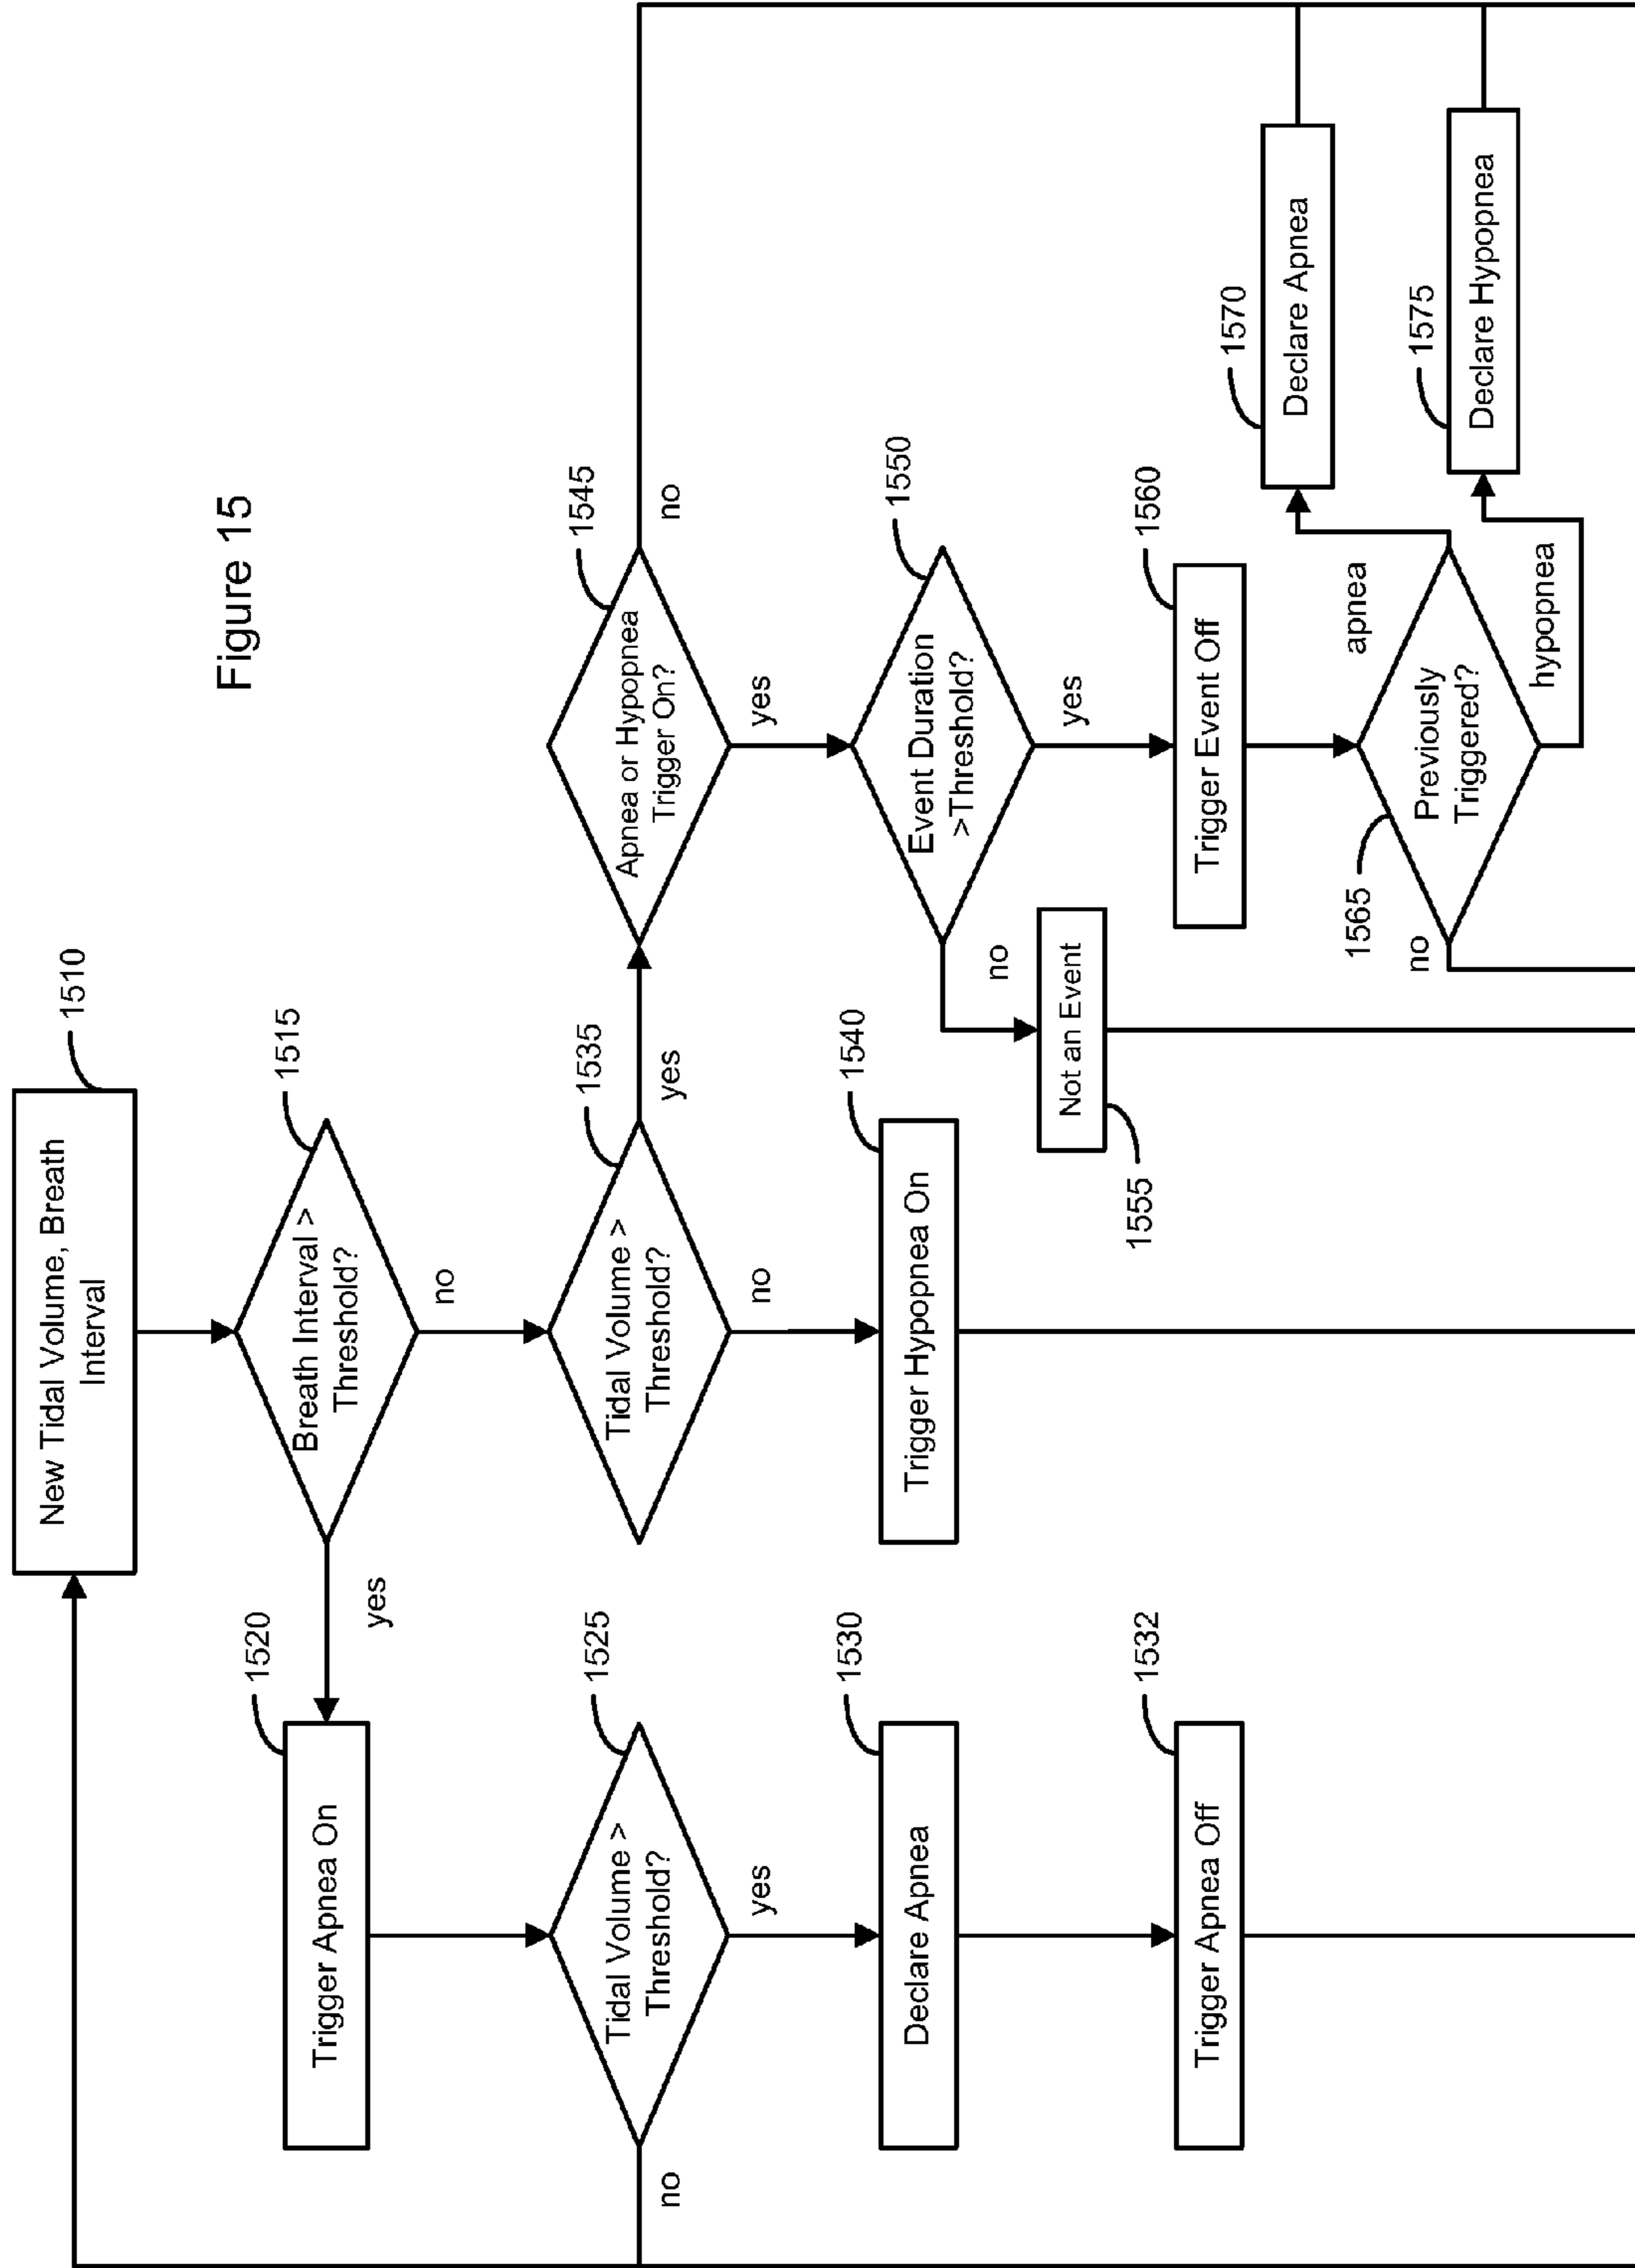 Figure 15
New Tidal Volume, Breath
Interval
1510
Breath Interval >
Threshold?
1515
yes
no
Trigger Apnea On
1520
Tidal Volume >
Threshold?
1525
no
yes
Declare Apnea
1530
Trigger Apnea Off
1532
Tidal Volume >
Threshold?
1535
yes
no
Trigger Hypopnea On
1540
Apnea or Hypopnea
Trigger On?
1545
no
yes
Event Duration
>Threshold?
1550
no
yes
Not an Event
1555
Trigger Event Off
1560
Previously
Triggered?
1565
no
apnea
hypopnea
Declare Apnea
1570
Declare Hypopnea
1575